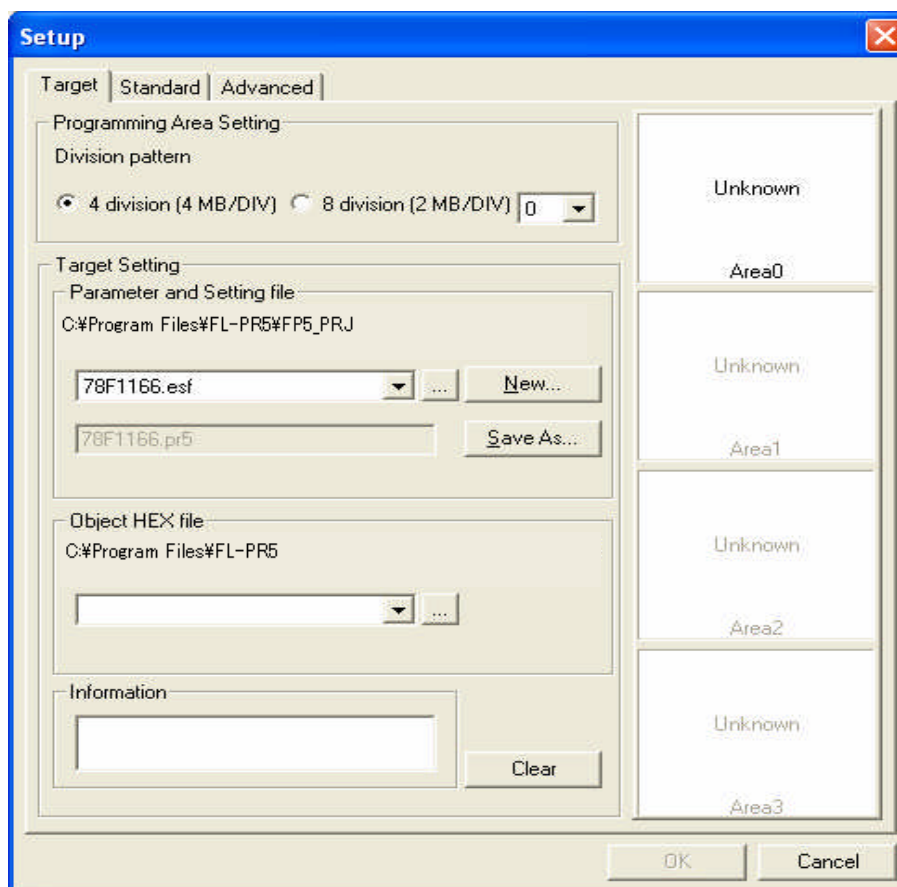 Setup
Target Standard Advanced
Programming Area Setting
Division pattern
4 division (4 MB/DIV) 8 division (2 MB/DIV) 0
Target Setting
Parameter and Setting file
C:¥Program Files¥FL-PR5¥FP5_PRJ
78F1166.esf ... New...
78F1166.pr5 Save As...
Object HEX file
C:¥Program Files¥FL-PR5
...
Information
Clear
Unknown
Area0
Unknown
Area1
Unknown
Area2
Unknown
Area3
OK Cancel